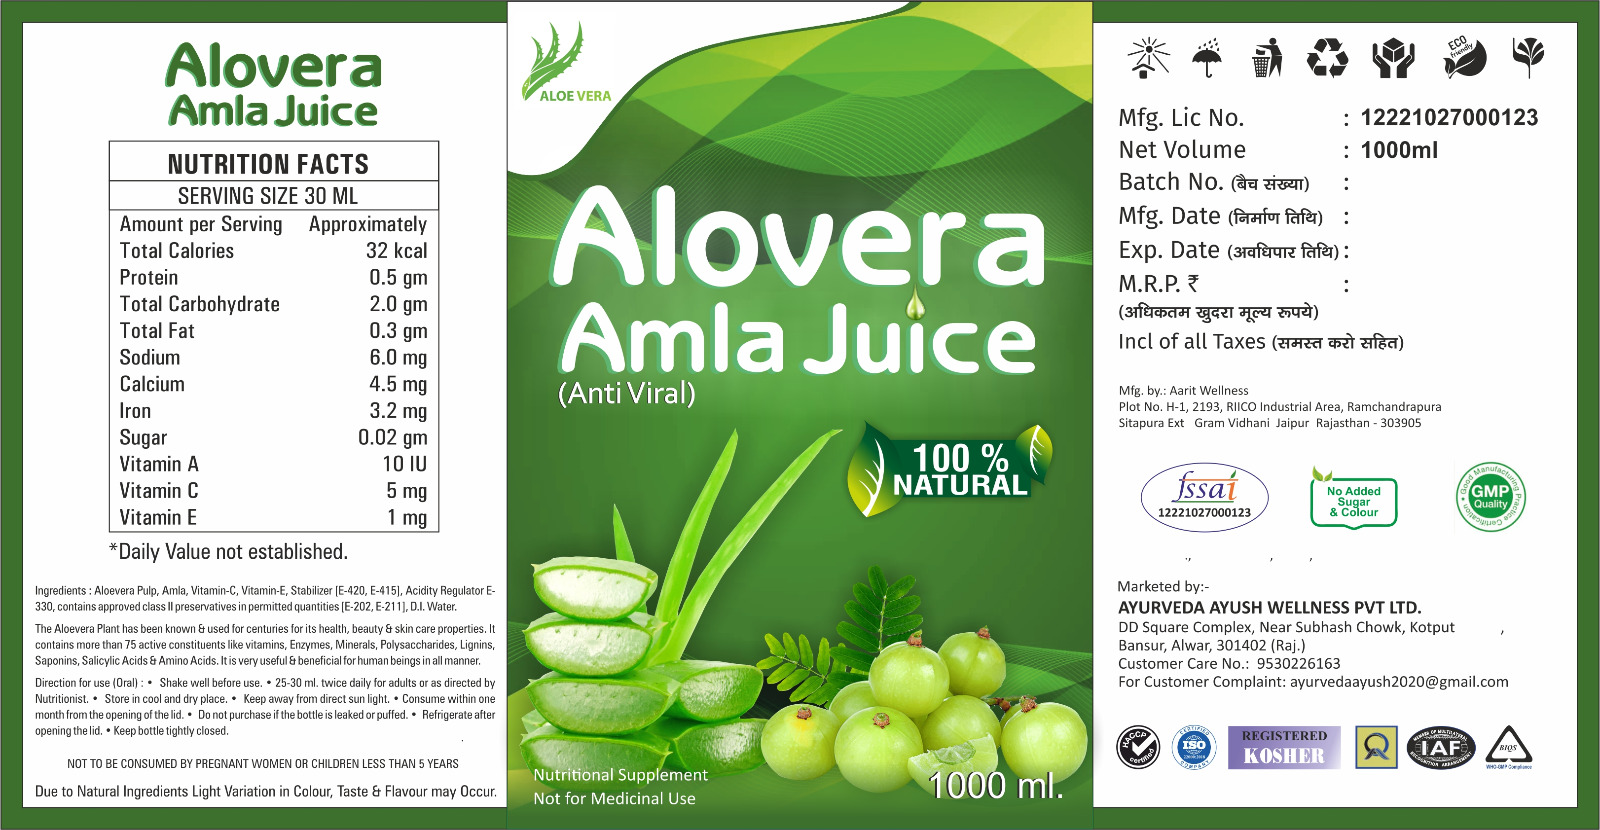 Alovera
Amla Juice
NUTRITION FACTS
SERVING SIZE 30 ML
Amount per Serving Approximately
Total Calories 32 kcal
Protein 0.5 gm
Total Carbohydrate 2.0 gm
Total Fat 0.3 gm
Sodium 6.0 mg
Calcium 4.5 mg
Iron 3.2 mg
Sugar 0.02 gm
Vitamin A 10 IU
Vitamin C 5 mg
Vitamin E 1 mg
*Daily Value not established.
Ingredients : Aloevera Pulp, Amla, Vitamin-C, Vitamin-E, Stabilizer [E-420, E-415], Acidity Regulator E-
330, contains approved class II preservatives in permitted quantities [E-202, E-211], D.I. Water.
The Aloevera Plant has been known & used for centuries for its health, beauty & skin care properties. It
contains more than 75 active constituents like vitamins, Enzymes, Minerals, Polysaccharides, Lignins,
Saponins, Salicylic Acids & Amino Acids. It is very useful & beneficial for human beings in all manner.
Direction for use (Oral) : • Shake well before use. • 25-30 ml. twice daily for adults or as directed by
Nutritionist. • Store in cool and dry place. • Keep away from direct sun light. • Consume within one
month from the opening of the lid. • Do not purchase if the bottle is leaked or puffed. • Refrigerate after
opening the lid. • Keep bottle tightly closed.
NOT TO BE CONSUMED BY PREGNANT WOMEN OR CHILDREN LESS THAN 5 YEARS
Due to Natural Ingredients Light Variation in Colour, Taste & Flavour may Occur.
ALOE VERA
Alovera
Amla Juice
(Anti Viral)
100 %
NATURAL
Nutritional Supplement
Not for Medicinal Use
1000 ml.
ECO
friendly
Mfg. Lic No. : 12221027000123
Net Volume : 1000ml
Batch No. (बैच संख्या) :
Mfg. Date (निर्माण तिथि) :
Exp. Date (अवधिपार तिथि) :
M.R.P. ₹ :
(अधिकतम खुदरा मूल्य रूपये)
Incl of all Taxes (समस्त करो सहित)
Mfg. by.: Aarit Wellness
Plot No. H-1, 2193, RIICO Industrial Area, Ramchandrapura
Sitapura Ext Gram Vidhani Jaipur Rajasthan - 303905
fssai
12221027000123
No Added
Sugar
& Colour
Good Manufacturing Practice Certification
GMP
Quality
Marketed by:-
AYURVEDA AYUSH WELLNESS PVT LTD.
DD Square Complex, Near Subhash Chowk, Kotput ,
Bansur, Alwar, 301402 (Raj.)
Customer Care No.: 9530226163
For Customer Complaint: ayurvedaayush2020@gmail.com
HACCP
certified
CERTIFIED
ISO
COMPANY
REGISTERED
KOSHER
MEMBER OF MULTILATERAL
IAF
RECOGNITION ARRANGEMENT
BIQS
WHO-GMP Compliance